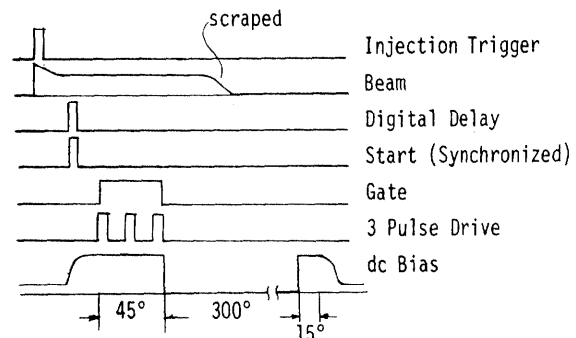 scraped
Injection Trigger
Beam
Digital Delay
Start (Synchronized)
Gate
3 Pulse Drive
dc Bias
45°
300°
15°